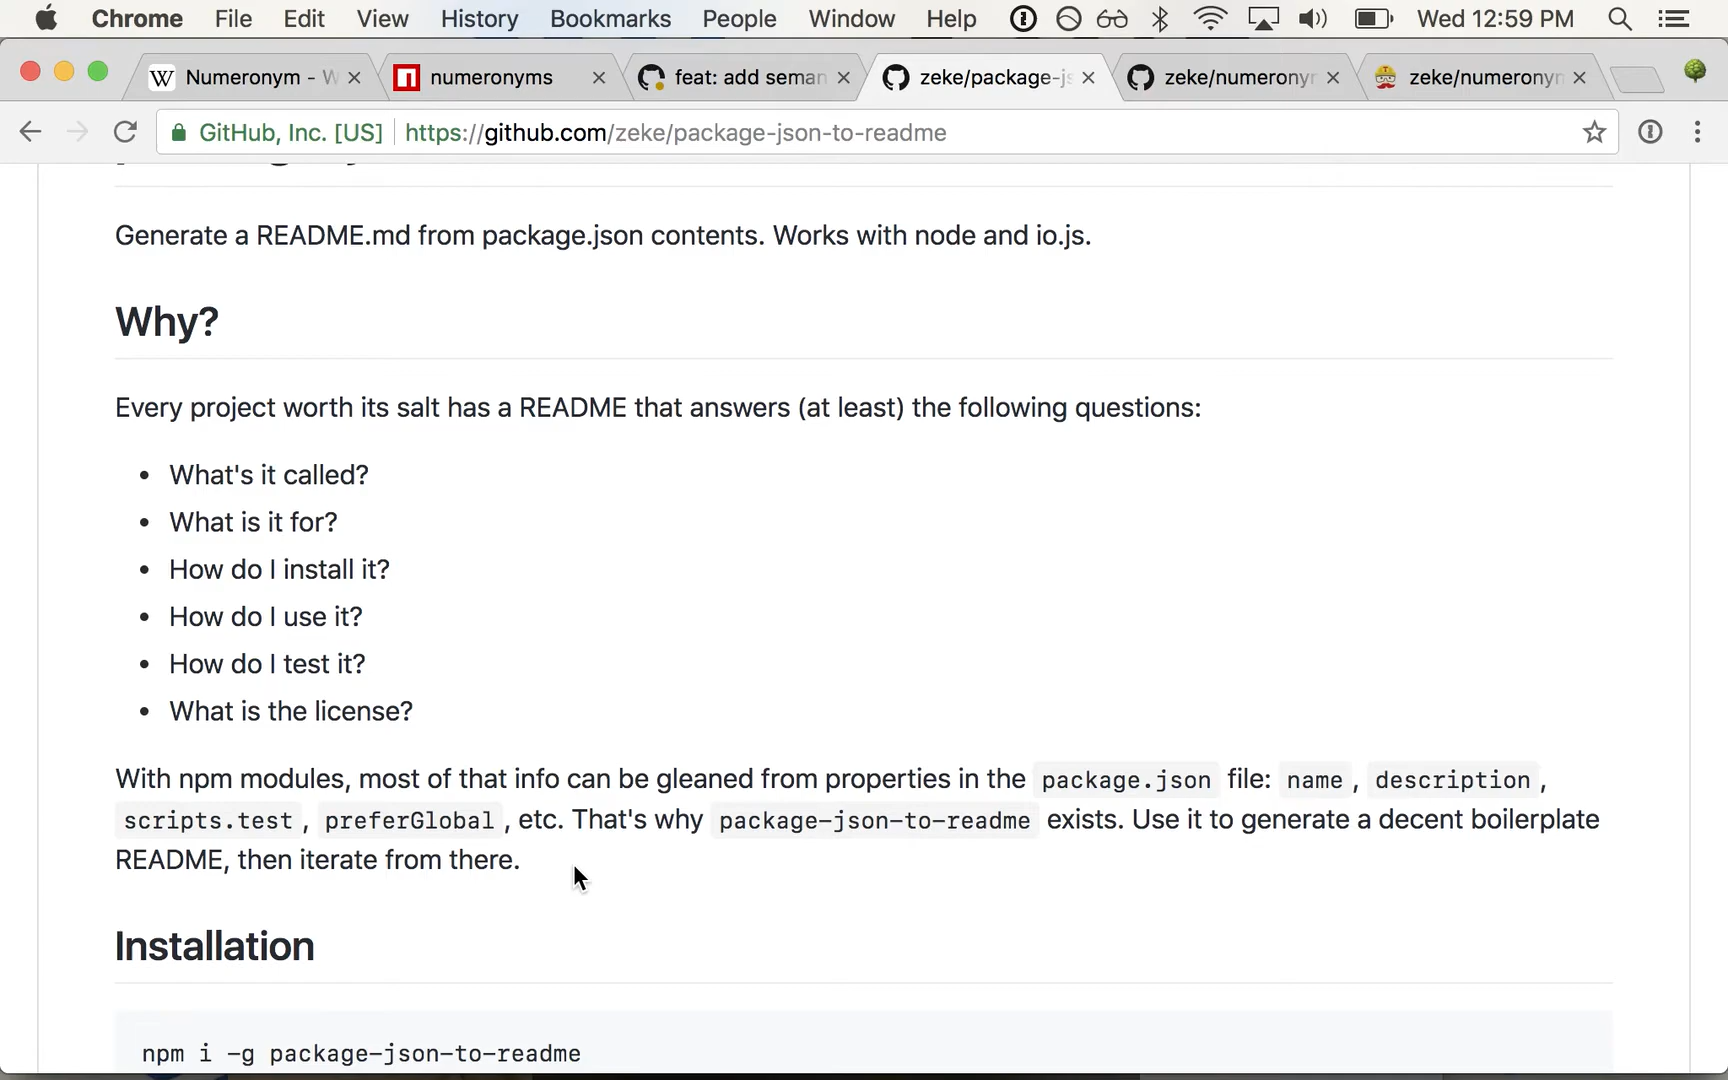 Chrome File Edit View History Bookmarks People Window Help Wed 12:59 PM
Numeronym - W numeronyms feat: add seman zeke/package-js zeke/numeronyr zeke/numeronyn
GitHub, Inc. [US] https://github.com/zeke/package-json-to-readme
Generate a README.md from package.json contents. Works with node and io.js.
Why?
Every project worth its salt has a README that answers (at least) the following questions:
• What's it called?
• What is it for?
• How do I install it?
• How do I use it?
• How do I test it?
• What is the license?
With npm modules, most of that info can be gleaned from properties in the package.json file: name, description,
scripts.test, preferGlobal, etc. That's why package-json-to-readme exists. Use it to generate a decent boilerplate
README, then iterate from there.
Installation
npm i -g package-json-to-readme